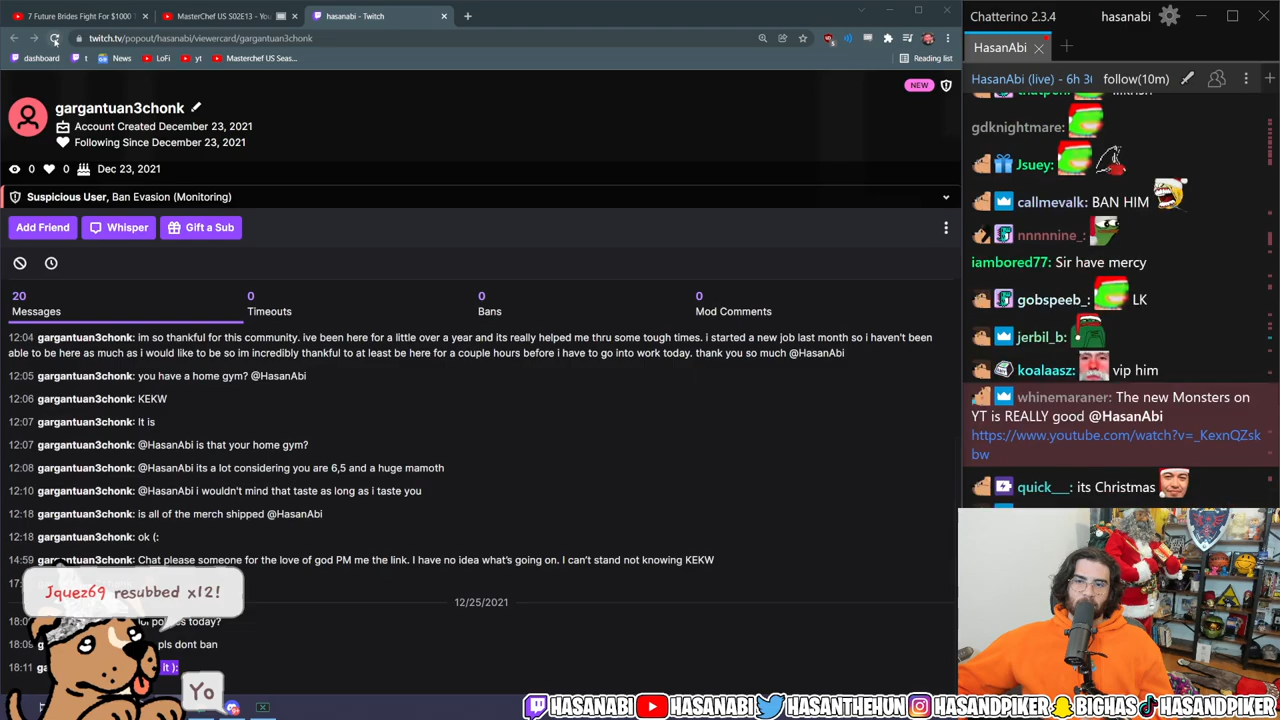 7 Future Brides Fight For $1000
MasterChef US S02E13 - You
hasanabi - Twitch
twitch.tv/popout/hasanabi/viewercard/gargantuan3chonk
dashboard
t
News
LoFi
yt
Masterchef US Seas...
Reading list
NEW
gargantuan3chonk
Account Created December 23, 2021
Following Since December 23, 2021
0
0
Dec 23, 2021
Suspicious User, Ban Evasion (Monitoring)
Add Friend
Whisper
Gift a Sub
20
0
0
0
Messages
Timeouts
Bans
Mod Comments
12:04 gargantuan3chonk: im so thankful for this community, ive been here for a little over a year and its really helped me thru some tough times. i started a new job last month so i haven't been
able to be here as much as i would like to be so im incredibly thankful to at least be here for a couple hours before i have to go into work today. thank you so much @HasanAbi
12:05 gargantuan3chonk: you have a home gym? @HasanAbi
12:06 gargantuan3chonk: KEKW
12:07 gargantuan3chonk: It is
12:07 gargantuan3chonk: @HasanAbi is that your home gym?
12:08 gargantuan3chonk: @HasanAbi its a lot considering you are 6,5 and a huge mamoth
12:10 gargantuan3chonk: @HasanAbi i wouldn't mind that taste as long as i taste you
12:18 gargantuan3chonk: is all of the merch shipped @HasanAbi
12:18 gargantuan3chonk: ok (:
14:59 gargantuan3chonk: Chat please someone for the love of god PM me the link. I have no idea what's going on. I can't stand not knowing KEKW
Jquez69 resubbed x12!
12/25/2021
today?
18:09
pls dont ban
18:11
it ):
Yo
Chatterino 2.3.4
hasanabi
HasanAbi
HasanAbi (live) - 6h
follow(10m)
gdknightmare:
Jsuey:
callmevalk: BAN HIM
nnnnnine_:
iambored77: Sir have mercy
gobspeeb_: LK
jerbil_b:
koalaasz: vip him
whinemaraner: The new Monsters on
YT is REALLY good @HasanAbi
https://www.youtube.com/watch?v=_KexnQZsk
bw
quick___: its Christmas
HASANABI
HASANABI
HASANTHEHUN
HASANDPIKER
BIGHAS
HASANDPIKER